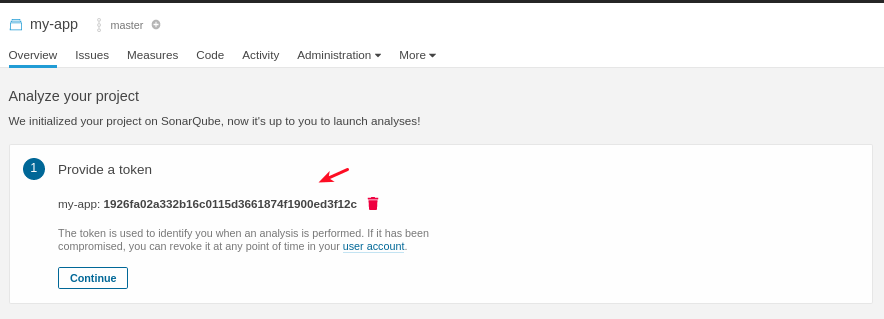 my-app master
Overview Issues Measures Code Activity Administration More
Analyze your project
We initialized your project on SonarQube, now it's up to you to launch analyses!
1 Provide a token
my-app: 1926fa02a332b16c0115d3661874f1900ed3f12c
The token is used to identify you when an analysis is performed. If it has been
compromised, you can revoke it at any point of time in your user account.
Continue